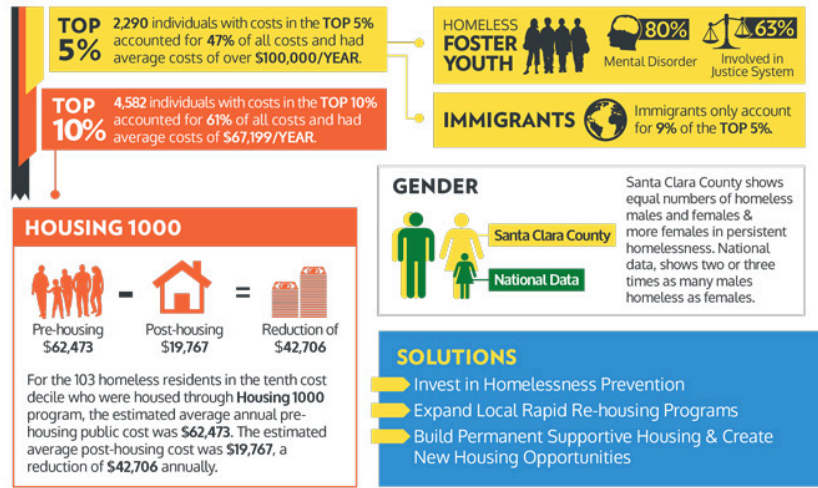 TOP 5%
2,290 individuals with costs in the TOP 5%
accounted for 47% of all costs and had
average costs of over $100,000/YEAR.
TOP 10%
4,582 individuals with costs in the TOP 10%
accounted for 61% of all costs and had
average costs of $67,199/YEAR.
HOMELESS
FOSTER
YOUTH
80%
Mental Disorder
63%
Involved in
Justice System
IMMIGRANTS
Immigrants only account
for 9% of the TOP 5%.
HOUSING 1000
- =
Pre-housing
$62,473
Post-housing
$19,767
Reduction of
$42,706
For the 103 homeless residents in the tenth cost
decile who were housed through Housing 1000
program, the estimated average annual pre-
housing public cost was $62,473. The estimated
average post-housing cost was $19,767, a
reduction of $42,706 annually.
GENDER
Santa Clara County
National Data
Santa Clara County shows
equal numbers of homeless
males and females &
more females in persistent
homelessness. National
data, shows two or three
times as many males
homeless as females.
SOLUTIONS
Invest in Homelessness Prevention
Expand Local Rapid Re-housing Programs
Build Permanent Supportive Housing & Create
New Housing Opportunities